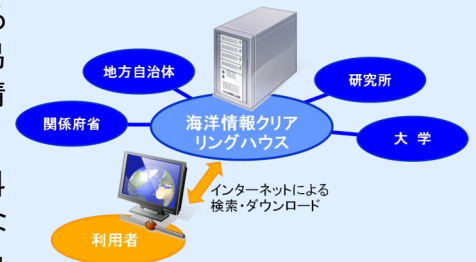 地方自治体
研究所
関係府省
海洋情報クリア
リングハウス
大 学
インターネットによる
検索・ダウンロード
利用者